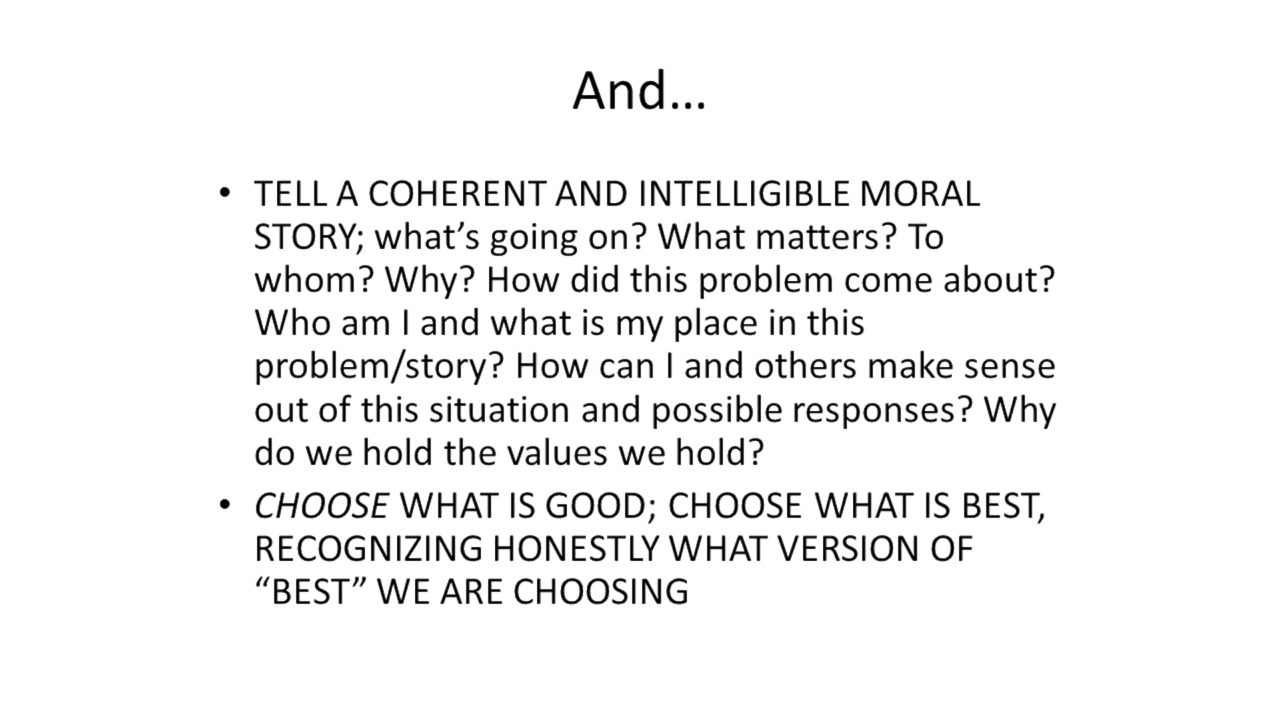 And…
• TELL A COHERENT AND INTELLIGIBLE MORAL
STORY; what’s going on? What matters? To
whom? Why? How did this problem come about?
Who am I and what is my place in this
problem/story? How can I and others make sense
out of this situation and possible responses? Why
do we hold the values we hold?
• CHOOSE WHAT IS GOOD; CHOOSE WHAT IS BEST,
RECOGNIZING HONESTLY WHAT VERSION OF
“BEST” WE ARE CHOOSING